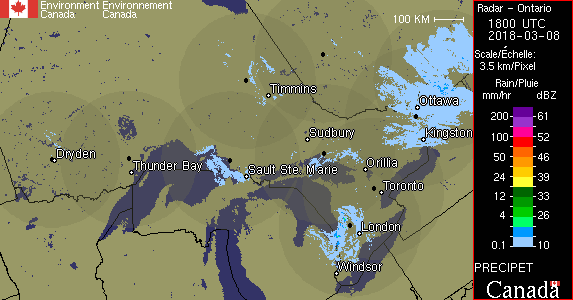 Environment Environnement
Canada Canada
100 KM
Timmins
Ottawa
Kingston
Sudbury
Dryden
Thunder Bay
Sault Ste. Marie
Orillia
Toronto
London
Windsor
Radar - Ontario
1800 UTC
2018-03-08
Scale/Échelle:
3.5 km/Pixel
Rain/Pluie
mm/hr dBZ
200 61
100 52
50 46
24 39
12 33
4 26
0.1 10
PRECIPET
Canada